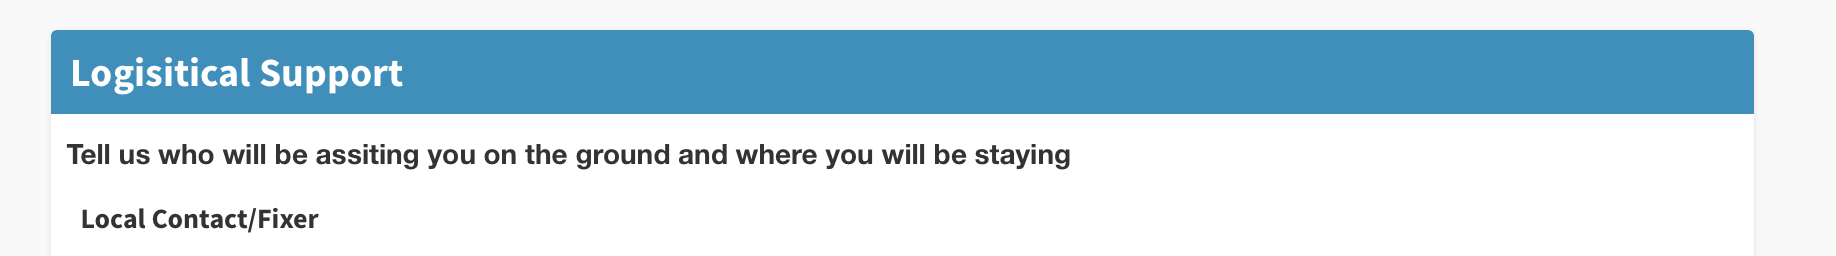 Logisitical Support
Tell us who will be assiting you on the ground and where you will be staying
Local Contact/Fixer